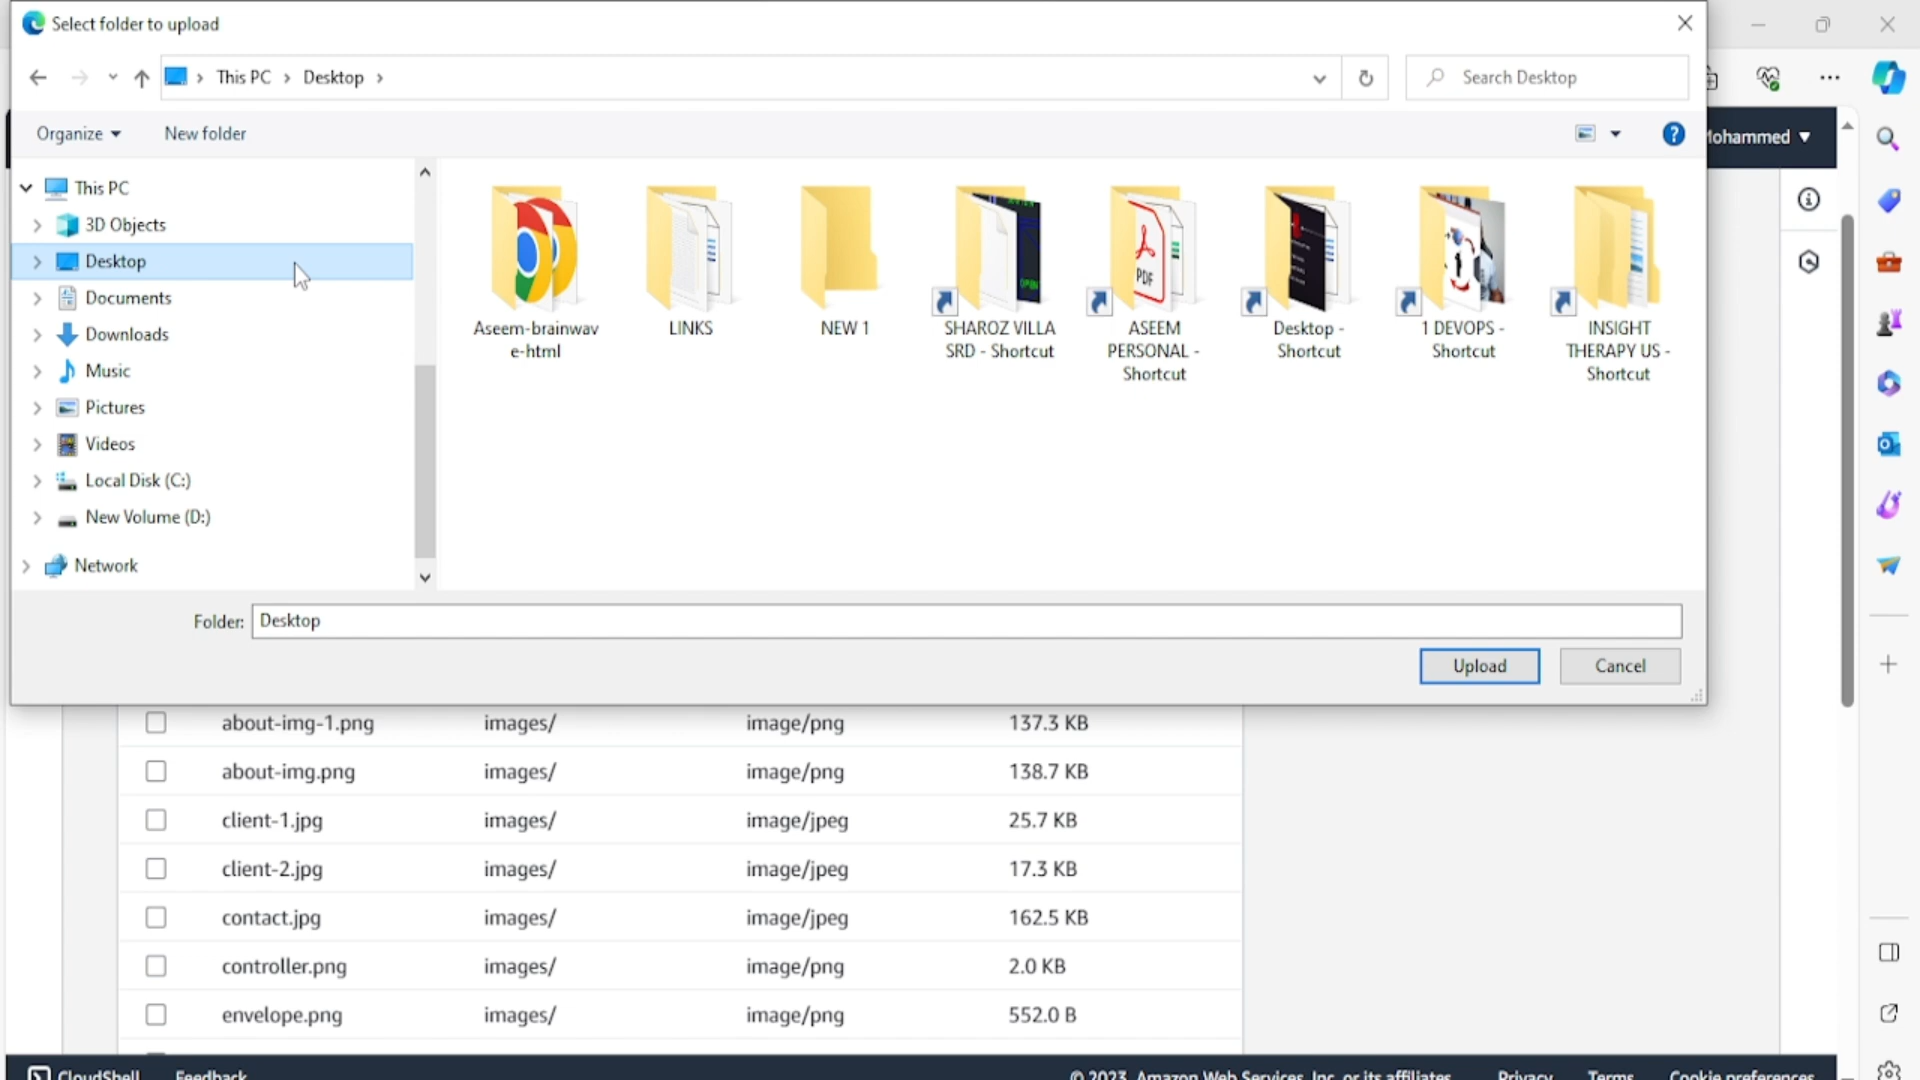 Select folder to upload
This PC
Desktop
Search Desktop
Organize
New folder
This PC
3D Objects
Desktop
Documents
Downloads
Music
Pictures
Videos
Local Disk (C:)
New Volume (D:)
Network
Aseem-brainwav
e-html
LINKS
NEW 1
SHAROZ VILLA
SRD - Shortcut
ASEEM
PERSONAL -
Shortcut
Desktop -
Shortcut
1 DEVOPS -
Shortcut
INSIGHT
THERAPY US -
Shortcut
PDF
Folder: Desktop
Upload Cancel
Mohammed
about-img-1.png images/ image/png 137.3 KB
about-img.png images/ image/png 138.7 KB
client-1.jpg images/ image/jpeg 25.7 KB
client-2.jpg images/ image/jpeg 17.3 KB
contact.jpg images/ image/jpeg 162.5 KB
controller.png images/ image/png 2.0 KB
envelope.png images/ image/png 552.0 B
CloudShell Feedback © 2023, Amazon Web Services, Inc. or its affiliates. Privacy Terms Cookie preferences